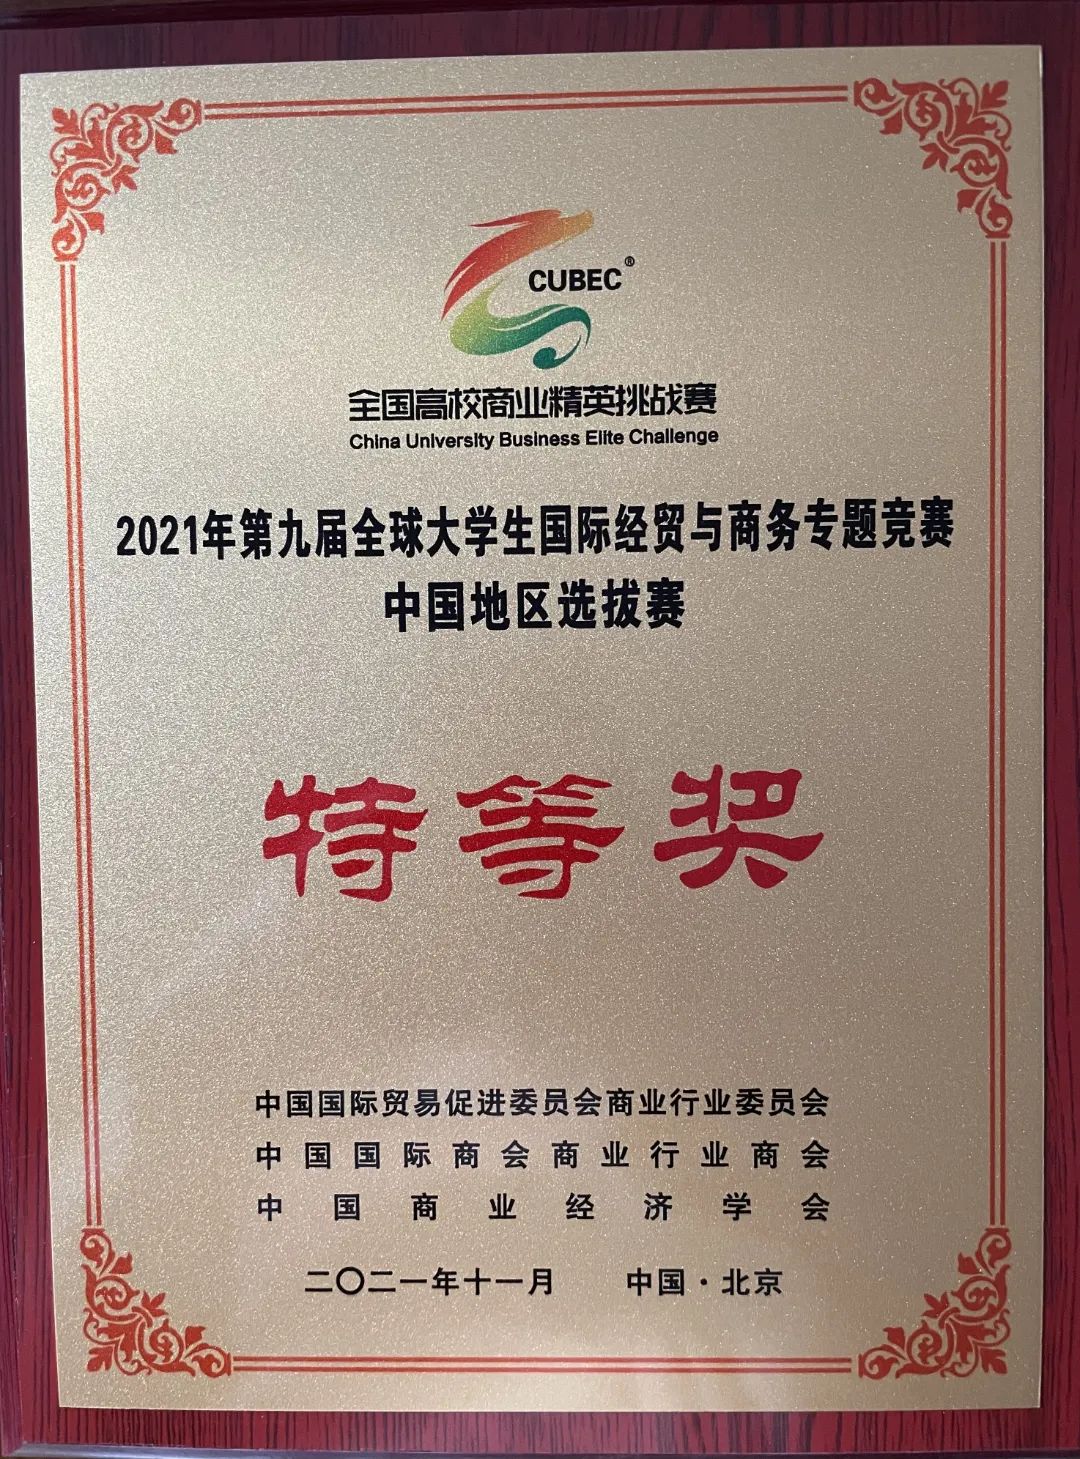 CUBEC®
全国高校商业精英挑战赛
China University Business Elite Challenge
2021年第九届全球大学生国际经贸与商务专题竞赛
中国地区选拔赛
特等奖
中国国际贸易促进委员会商业行业委员会
中国国际商会商业行业商会
中国商业经济学会
二〇二一年十一月 中国·北京